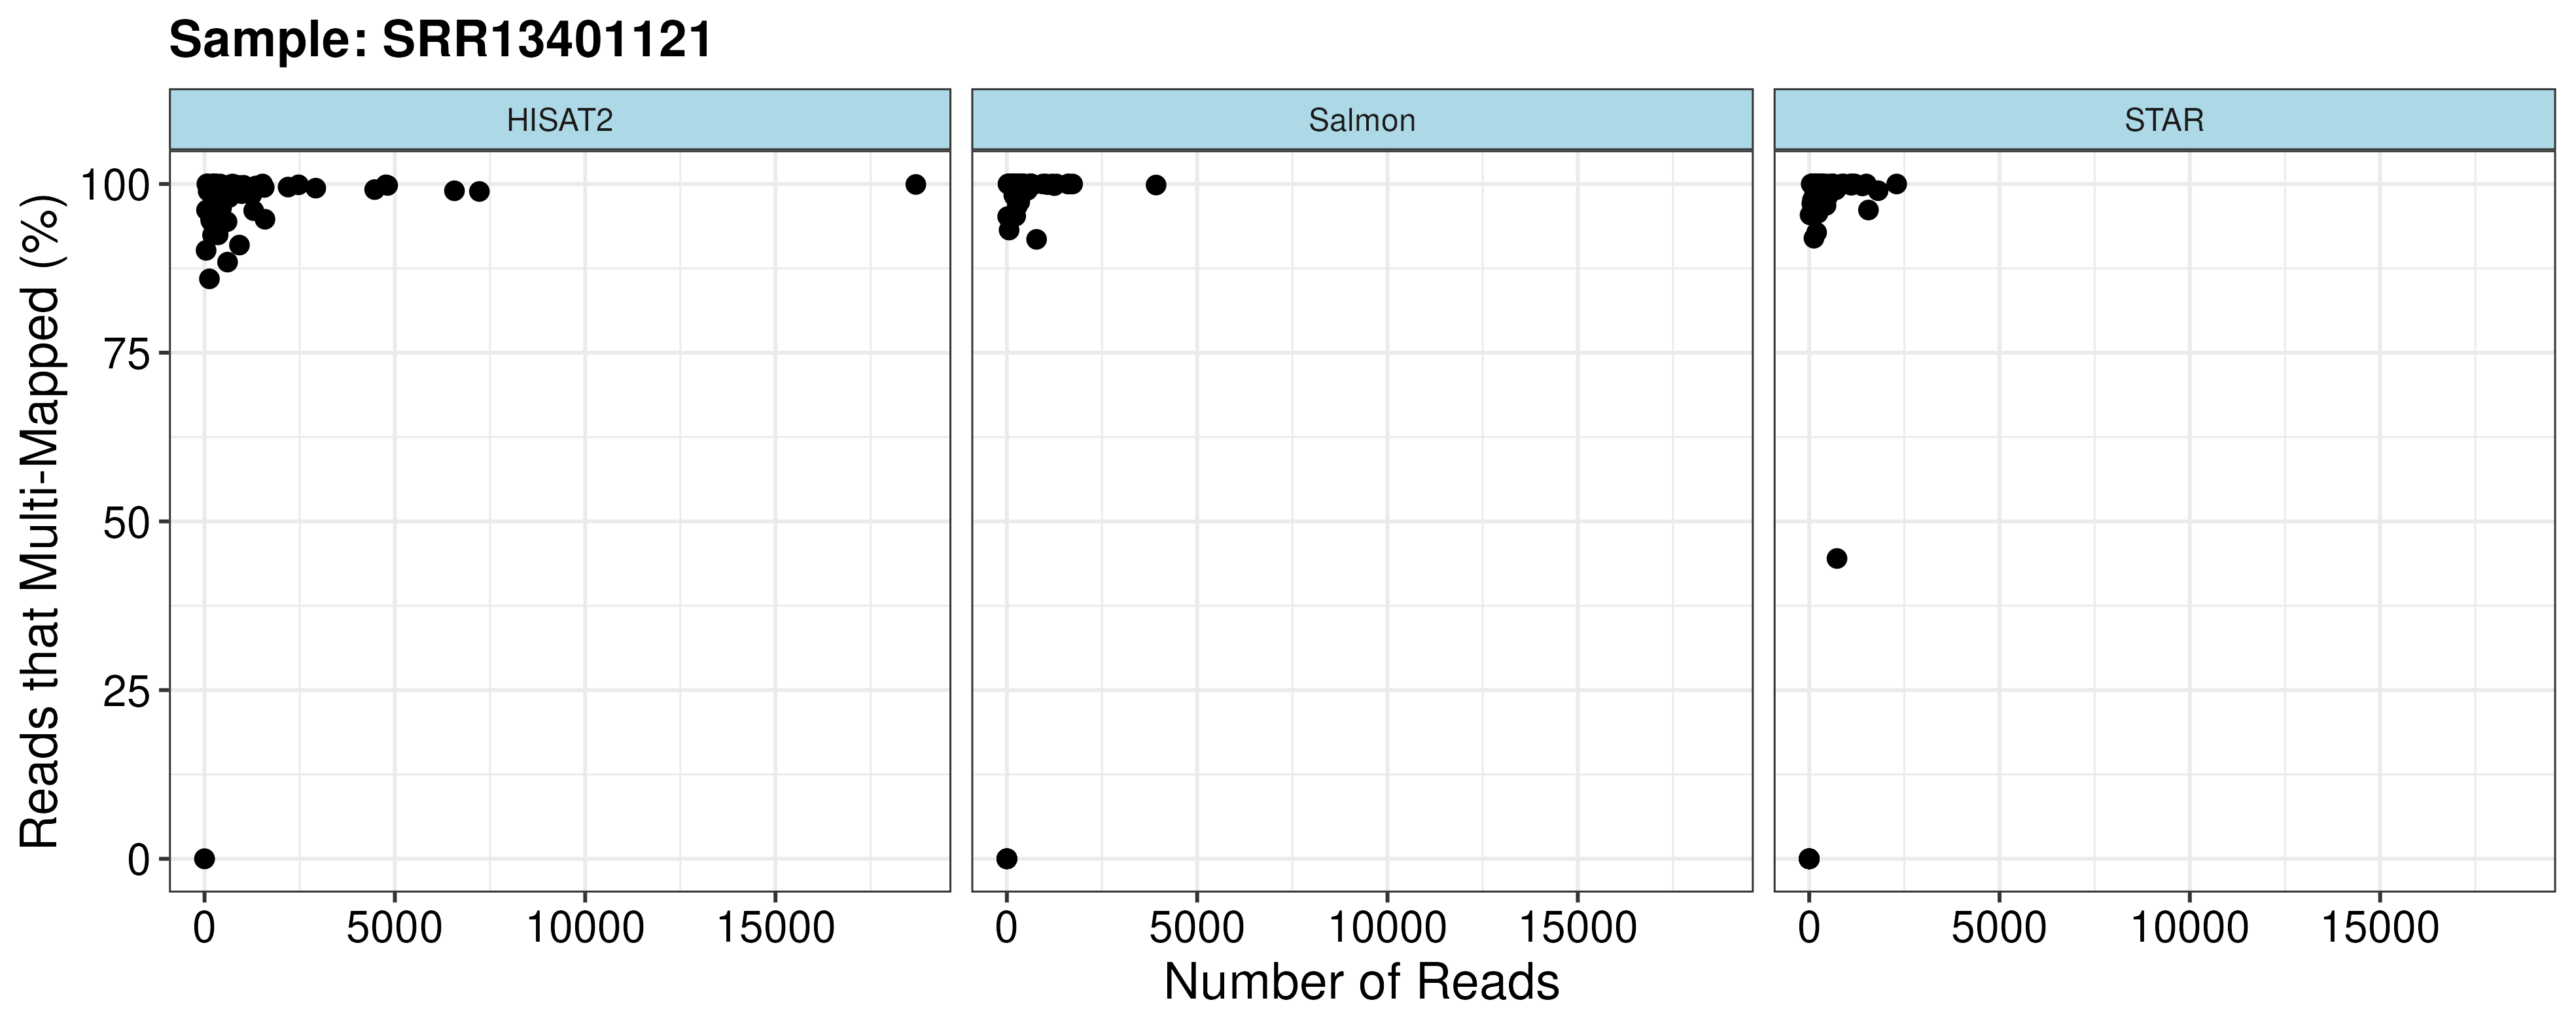 Sample: SRR13401121
HISAT2
Salmon
STAR
Reads that Multi-Mapped (%)
100
75
50
25
0
0 5000 10000 15000
0 5000 10000 15000
0 5000 10000 15000
Number of Reads